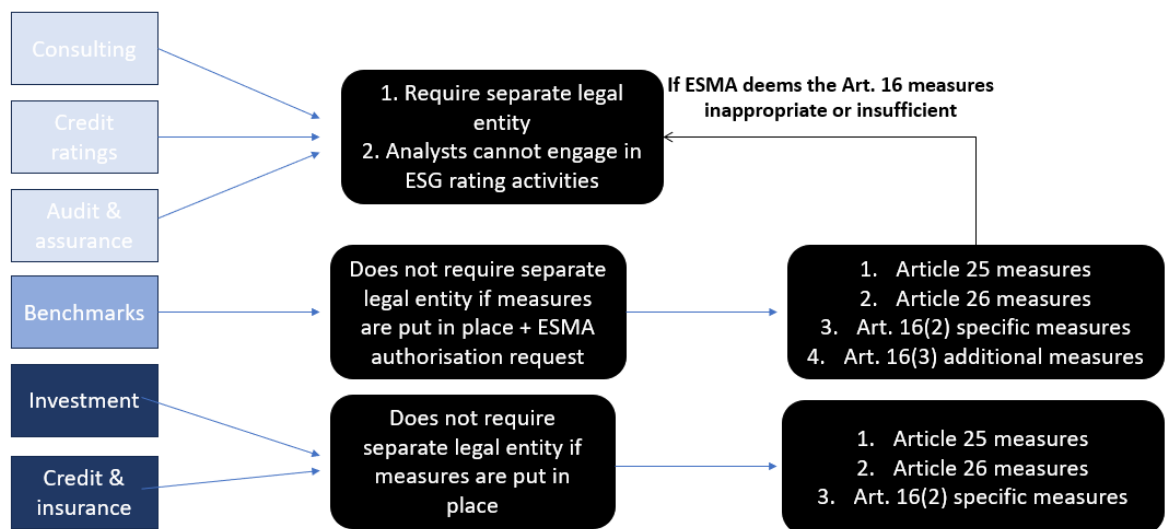 Consulting
Credit
ratings
Audit &
assurance
Benchmarks
Investment
Credit &
insurance
1. Require separate legal
entity
2. Analysts cannot engage in
ESG rating activities
If ESMA deems the Art. 16 measures
inappropriate or insufficient
Does not require separate
legal entity if measures
are put in place + ESMA
authorisation request
1. Article 25 measures
2. Article 26 measures
3. Art. 16(2) specific measures
4. Art. 16(3) additional measures
Does not require
separate legal entity if
measures are put in
place
1. Article 25 measures
2. Article 26 measures
3. Art. 16(2) specific measures